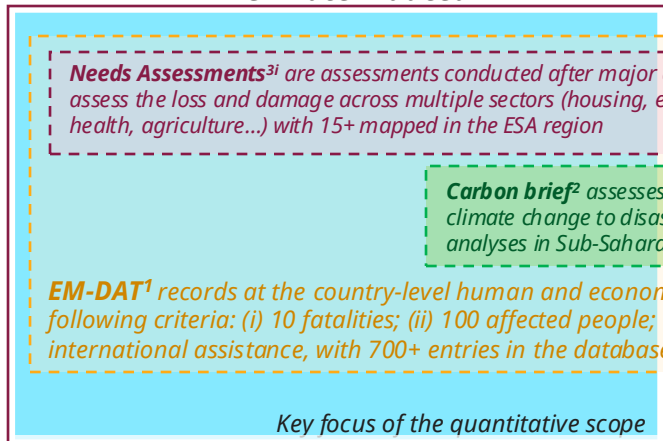 Needs Assessments³ⁱ are assessments conducted after major
assess the loss and damage across multiple sectors (housing, e
health, agriculture…) with 15+ mapped in the ESA region
Carbon brief² assesses
climate change to disas
analyses in Sub-Sahara
EM-DAT¹ records at the country-level human and econom
following criteria: (i) 10 fatalities; (ii) 100 affected people;
international assistance, with 700+ entries in the database
Key focus of the quantitative scope